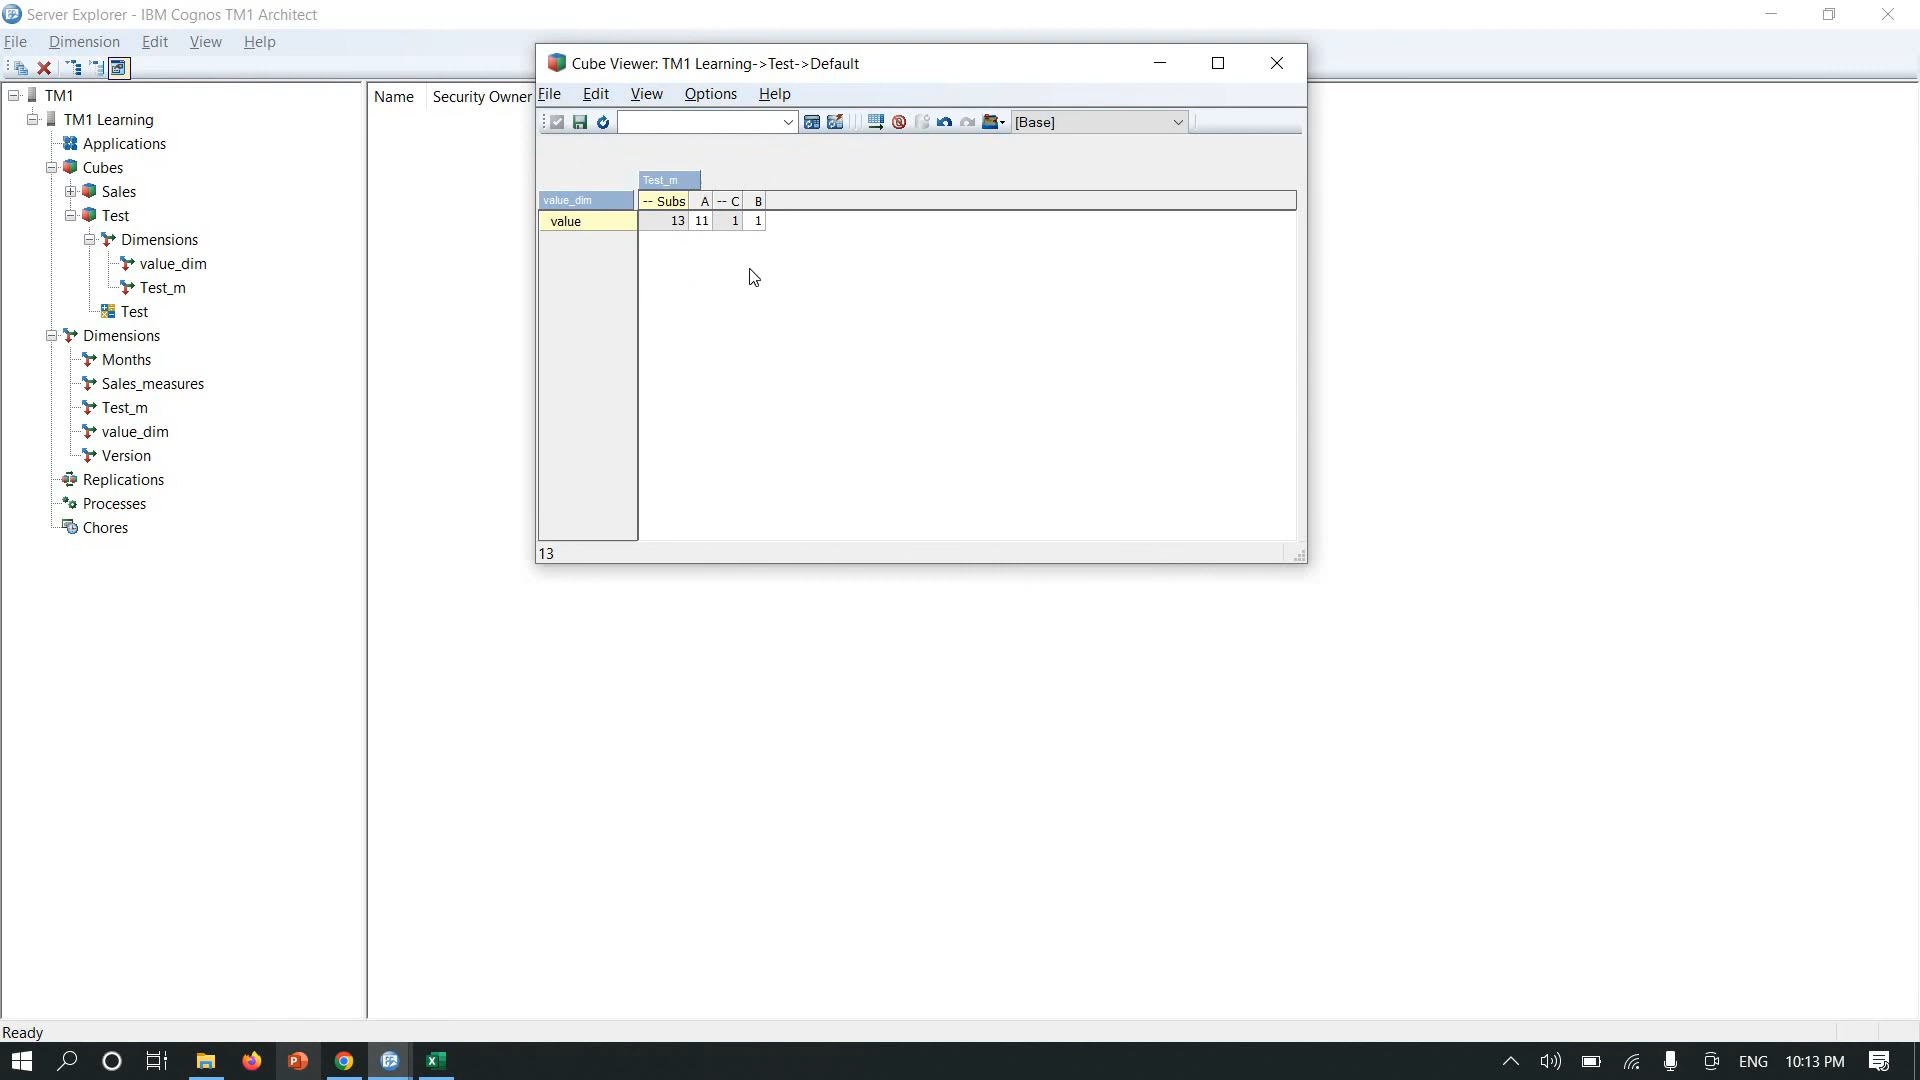 Server Explorer - IBM Cognos TM1 Architect
File Dimension Edit View Help
TM1
TM1 Learning
Applications
Cubes
Sales
Test
Dimensions
value_dim
Test_m
Test
Dimensions
Months
Sales_measures
Test_m
value_dim
Version
Replications
Processes
Chores
Name Security Owner
Cube Viewer: TM1 Learning->Test->Default
File Edit View Options Help
[Base]
Test_m
value_dim -- Subs A -- C B
value 13 11 1 1
13
Ready
ENG 10:13 PM